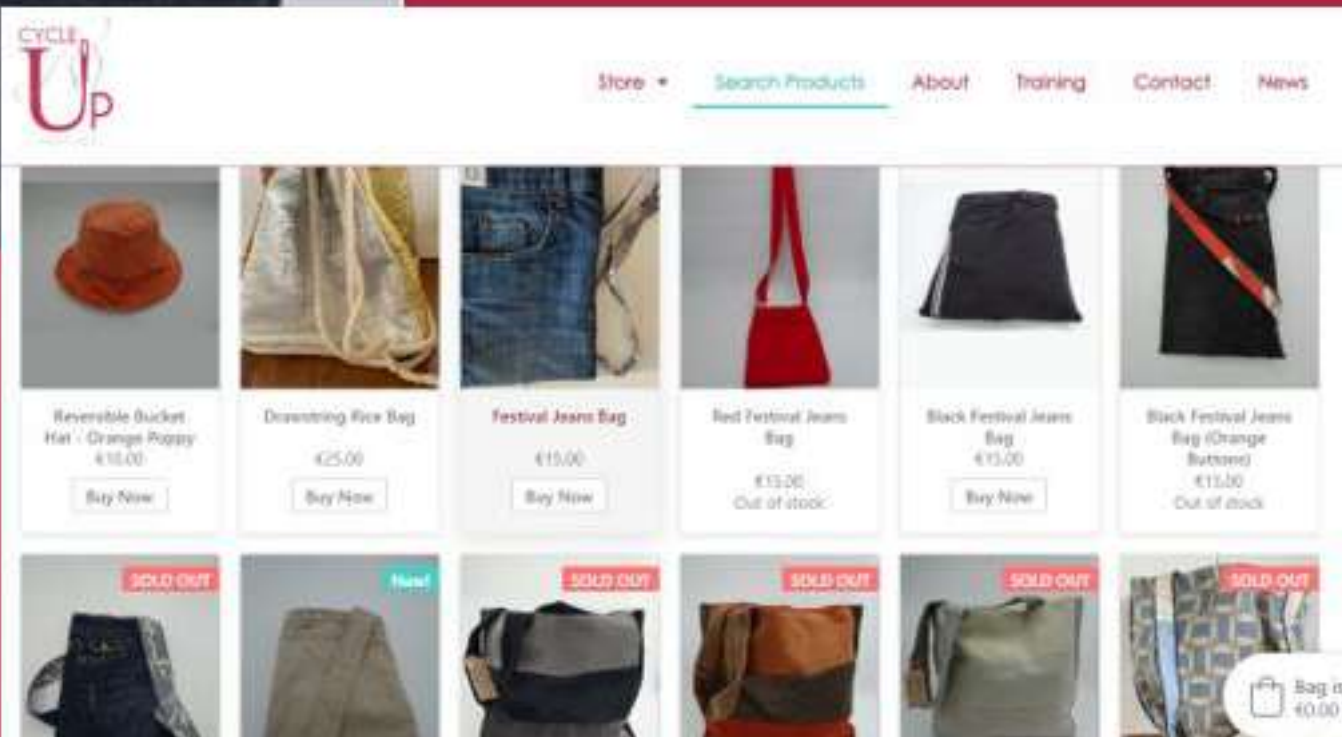 CYCLE
UP
Store
Search Products
About
Training
Contact
News
Reversible Bucket
Hat - Orange Poppy
€10.00
Buy Now
Drawstring Rice Bag
€25.00
Buy Now
Festival Jeans Bag
€15.00
Buy Now
Red Festival Jeans
Bag
€15.00
Out of stock
Black Festival Jeans
Bag
€15.00
Buy Now
Black Festival Jeans
Bag (Orange
Buttons)
€15.00
Out of stock
SOLD OUT
New!
SOLD OUT
SOLD OUT
SOLD OUT
SOLD OUT
Bag is
€0.00